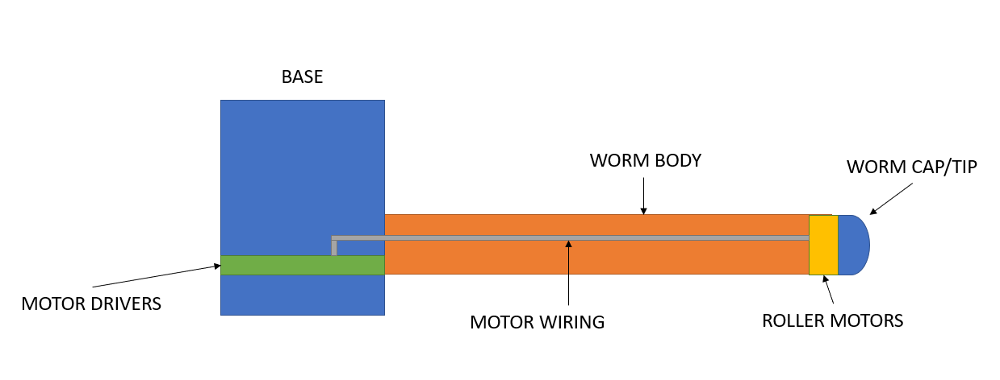 BASE
WORM BODY
WORM CAP/TIP
MOTOR DRIVERS
MOTOR WIRING
ROLLER MOTORS